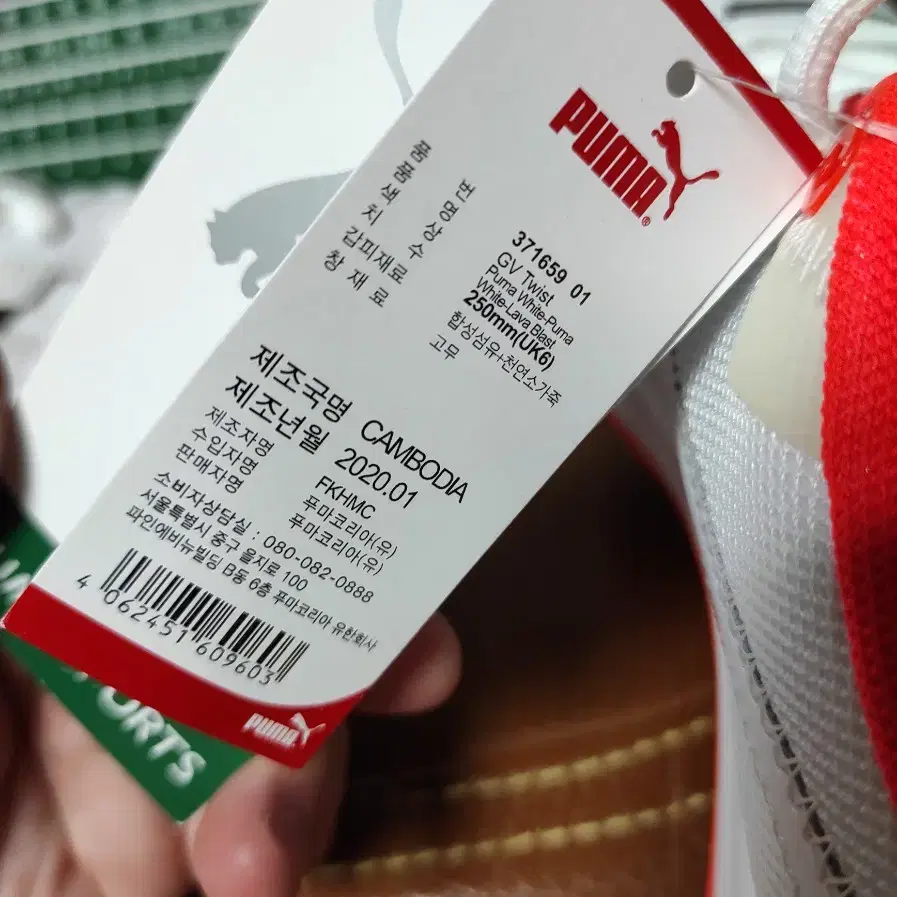 PUMA
품 번 371659 01
품 명 GV Twist
색 상 Puma White-Puma
White-Lava Blast
치 수 250mm(UK6)
갑피재료 합성섬유+천연소가죽
창 재 료 고무
제조국명 CAMBODIA
제조년월 2020.01
제조자명 FKHMC
수입자명 푸마코리아(유)
판매자명 푸마코리아(유)
소비자상담실 : 080-082-0888
서울특별시 중구 을지로 100
파인에비뉴빌딩 B동 6층 푸마코리아 유한회사
4 062451 609603
PUMA